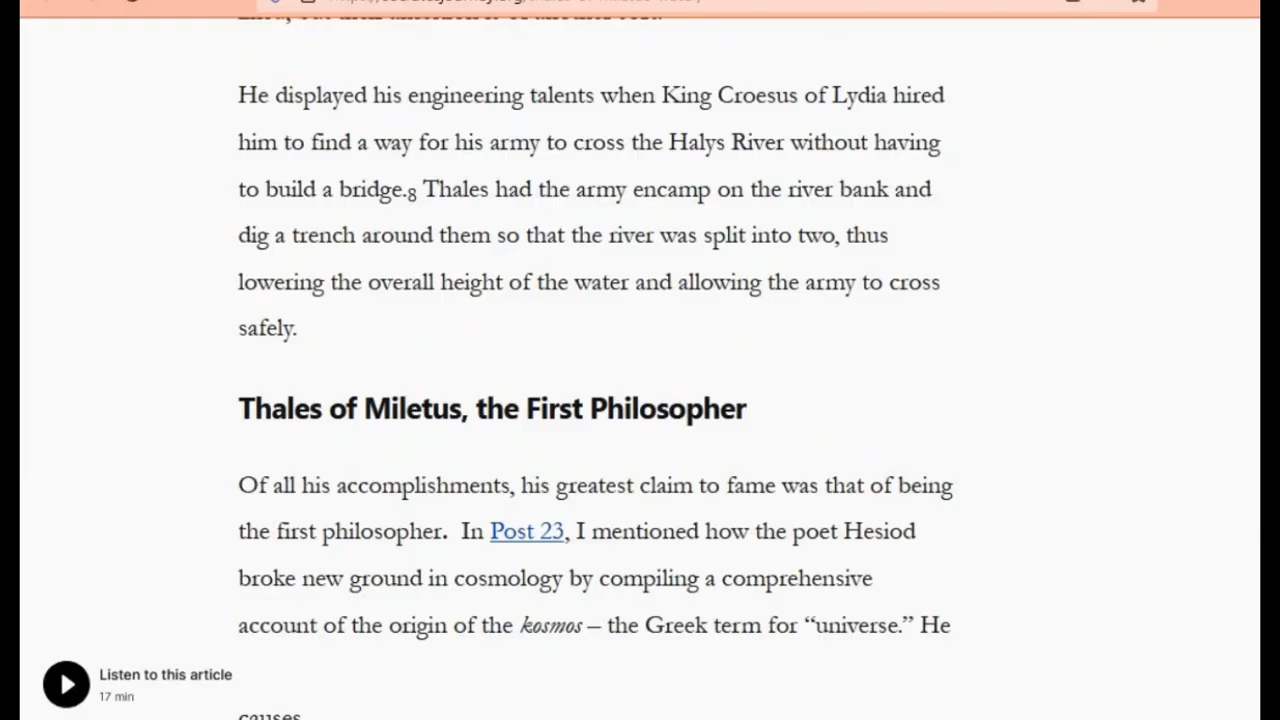 He displayed his engineering talents when King Croesus of Lydia hired
him to find a way for his army to cross the Halys River without having
to build a bridge.8 Thales had the army encamp on the river bank and
dig a trench around them so that the river was split into two, thus
lowering the overall height of the water and allowing the army to cross
safely.
Thales of Miletus, the First Philosopher
Of all his accomplishments, his greatest claim to fame was that of being
the first philosopher.  In Post 23, I mentioned how the poet Hesiod
broke new ground in cosmology by compiling a comprehensive
account of the origin of the kosmos – the Greek term for “universe.” He
Listen to this article
17 min
causes